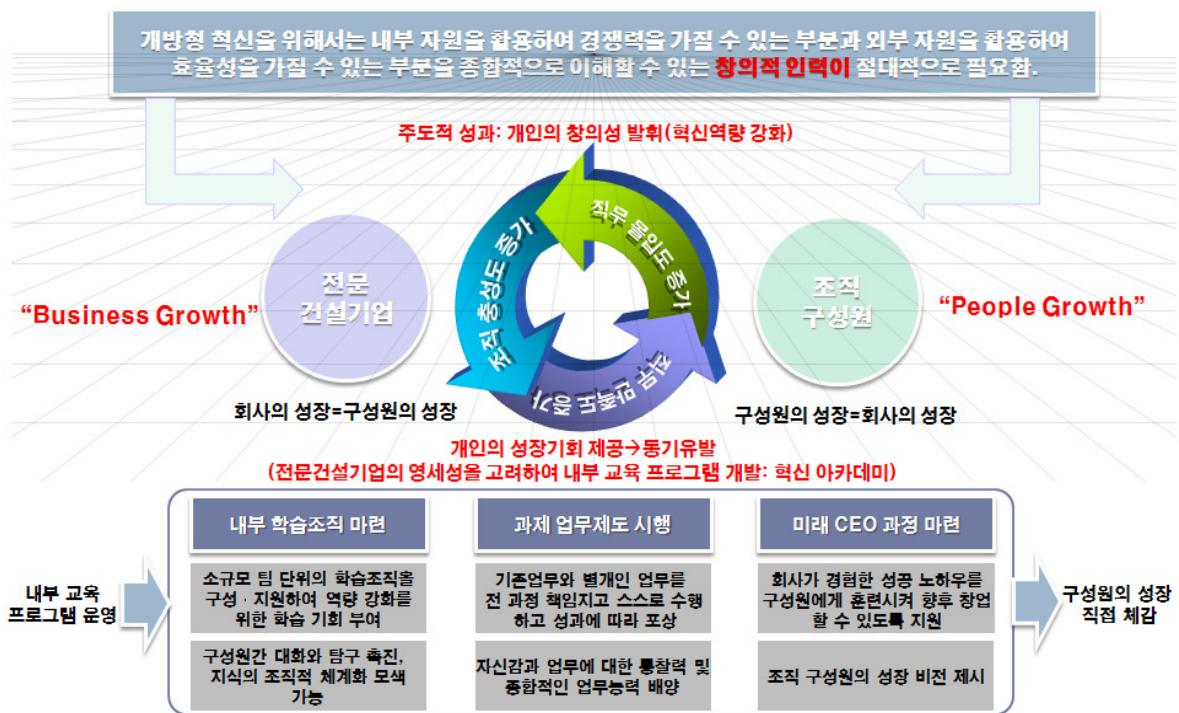 개방형 혁신을 위해서는 내부 자원을 활용하여 경쟁력을 가질 수 있는 부분과 외부 자원을 활용하여
효율성을 가질 수 있는 부분을 종합적으로 이해할 수 있는 창의적 인력이 절대적으로 필요함.
주도적 성과: 개인의 창의성 발휘(혁신역량 강화)
직무 몰입도 증가
조직 충성도 증가
직무 만족도 증가
전문
건설기업
조직
구성원
“Business Growth”
“People Growth”
회사의 성장=구성원의 성장
구성원의 성장=회사의 성장
개인의 성장기회 제공→동기유발
(전문건설기업의 영세성을 고려하여 내부 교육 프로그램 개발: 혁신 아카데미)
내부 교육
프로그램 운영
내부 학습조직 마련
소규모 팀 단위의 학습조직을
구성·지원하여 역량 강화를
위한 학습 기회 부여
구성원간 대화와 탐구 촉진,
지식의 조직적 체계화 모색
가능
과제 업무제도 시행
기존업무와 별개인 업무를
전 과정 책임지고 스스로 수행
하고 성과에 따라 포상
자신감과 업무에 대한 통찰력 및
종합적인 업무능력 배양
미래 CEO 과정 마련
회사가 경험한 성공 노하우를
구성원에게 훈련시켜 향후 창업
할 수 있도록 지원
조직 구성원의 성장 비전 제시
구성원의 성장
직접 체감